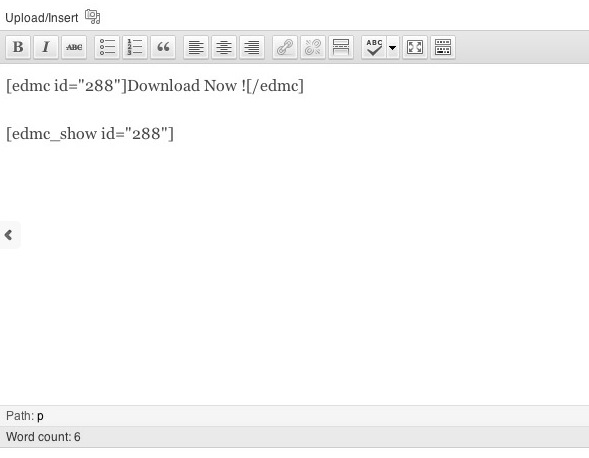 Upload/Insert
B I ABC ABC
[edmc id="288"]Download Now ![/edmc]
[edmc_show id="288"]
Path: p
Word count: 6